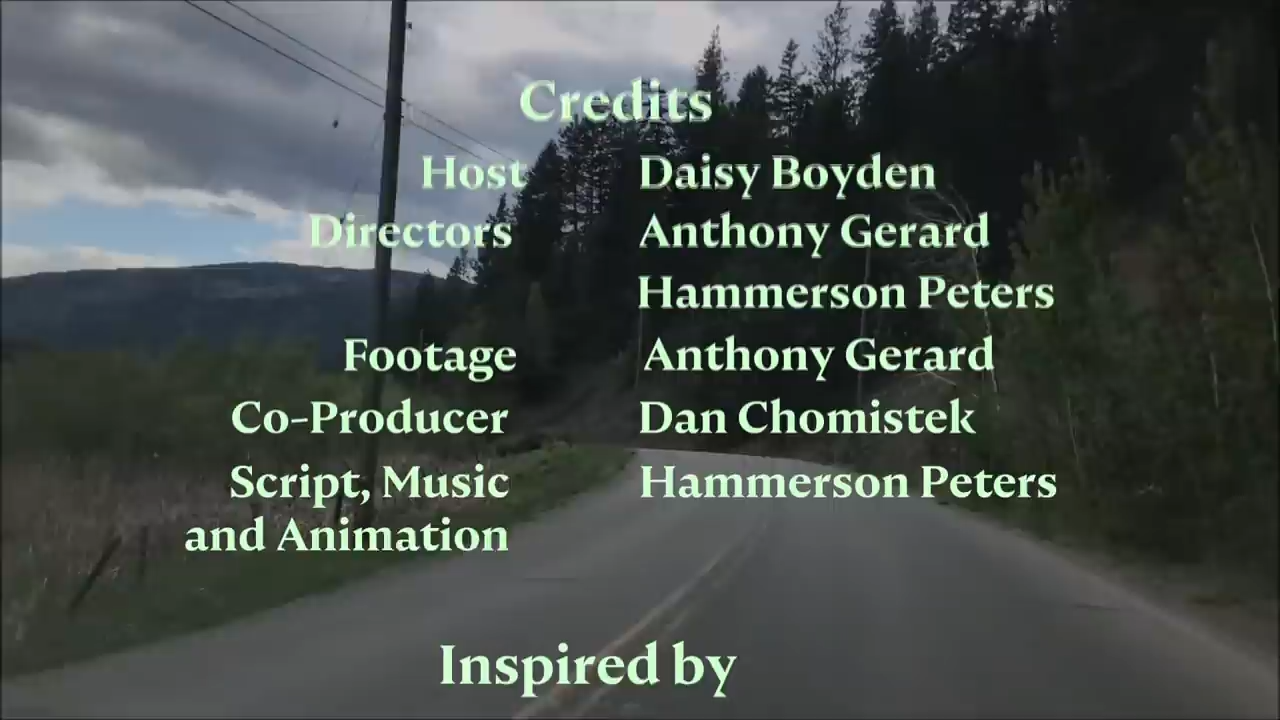 Credits
Host Daisy Boyden
Directors Anthony Gerard
Hammerson Peters
Footage Anthony Gerard
Co-Producer Dan Chomistek
Script, Music Hammerson Peters
and Animation
Inspired by